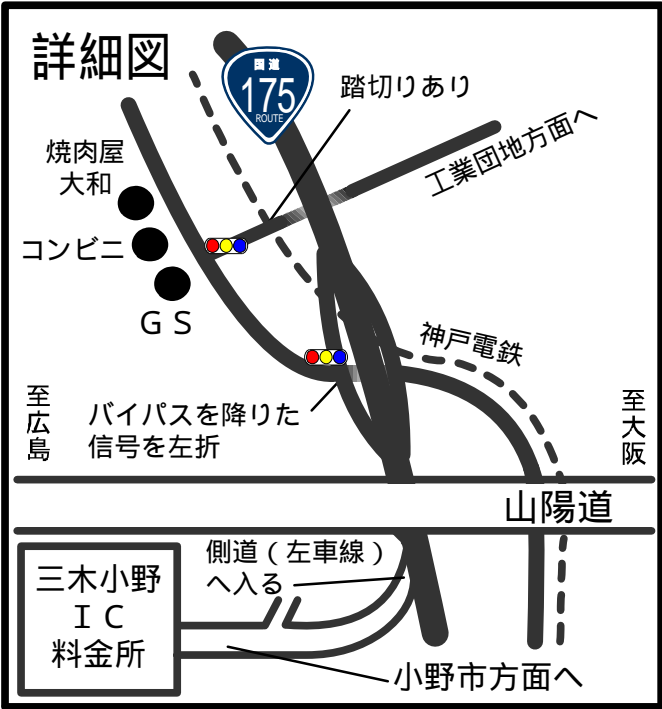 詳細図
国道
175
ROUTE
踏切りあり
工業団地方面へ
焼肉屋
大和
コンビニ
ＧＳ
神戸電鉄
至広島
バイパスを降りた
信号を左折
至大阪
山陽道
側道（左車線）
へ入る
三木小野
ＩＣ
料金所
小野市方面へ